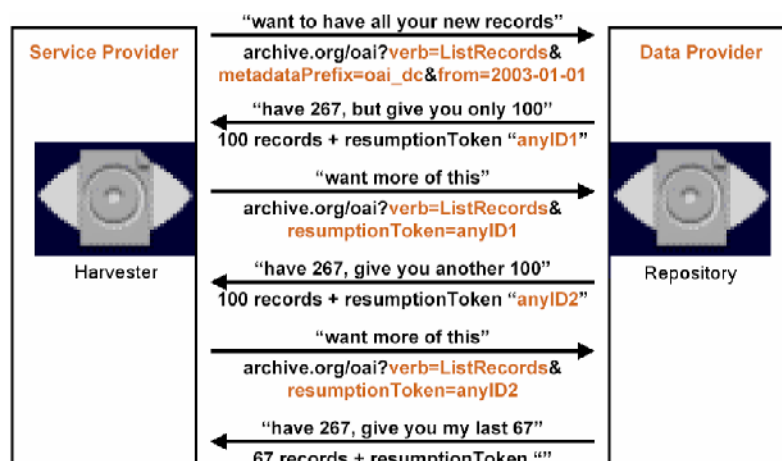 "want to have all your new records"
Service Provider
Data Provider
archive.org/oai?verb=ListRecords&
metadataPrefix=oai_dc&from=2003-01-01
"have 267, but give you only 100"
100 records + resumptionToken "anyID1"
"want more of this"
archive.org/oai?verb=ListRecords&
resumptionToken=anyID1
Harvester
Repository
"have 267, give you another 100"
100 records + resumptionToken "anyID2"
"want more of this"
archive.org/oai?verb=ListRecords&
resumptionToken=anyID2
"have 267, give you my last 67"
67 records + resumptionToken ""